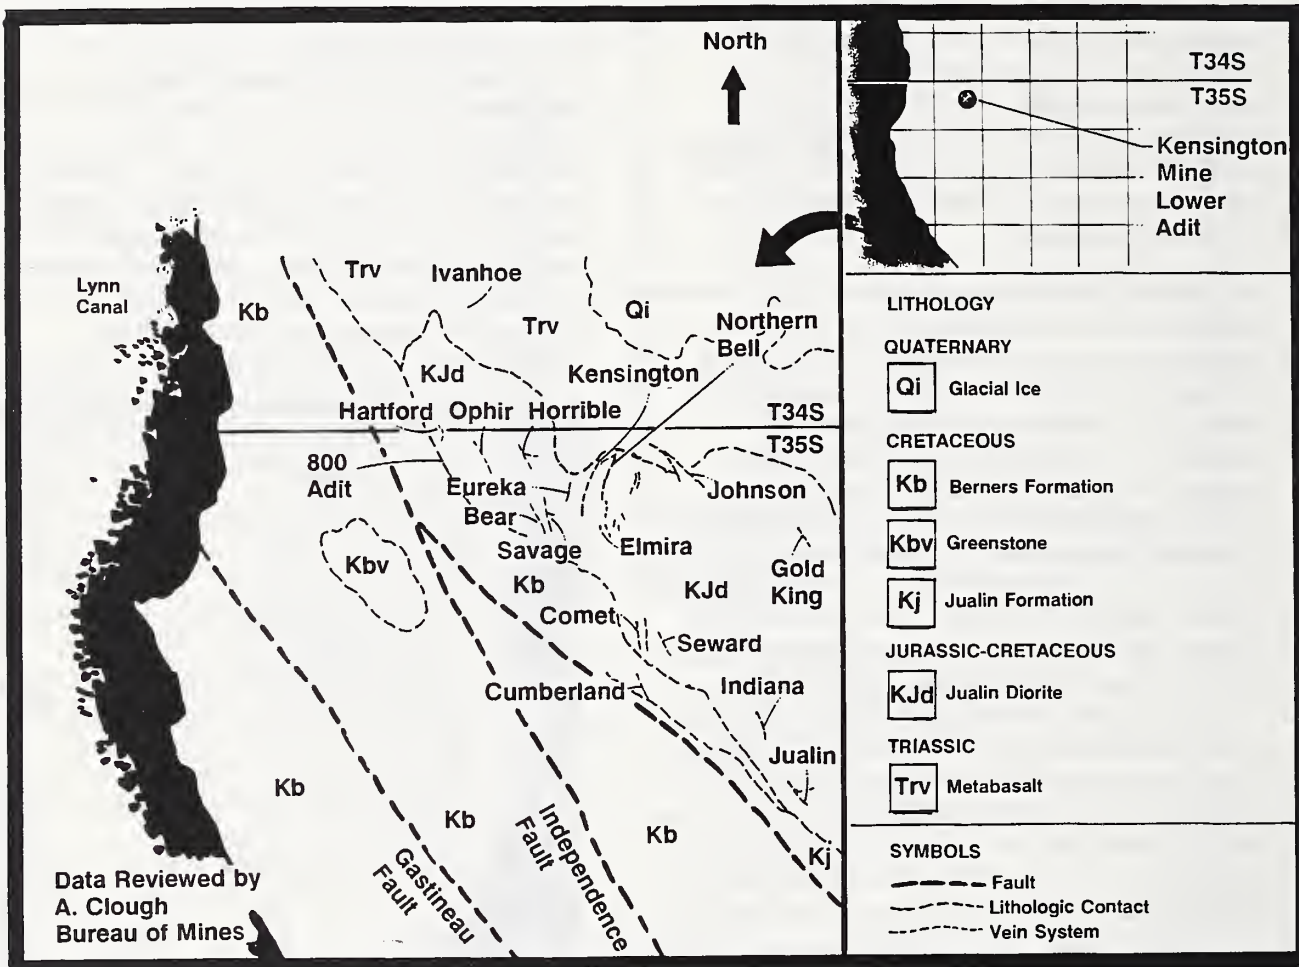 North
T34S
T35S
Kensington
Mine
Lower
Adit
Lynn
Canal
Trv
Ivanhoe
Kb
Trv
Qi
Northern
Bell
KJd
Kensington
Hartford
Ophir
Horrible
T34S
T35S
800
Adit
Eureka
Johnson
Bear
Savage
Elmira
Kbv
Kb
KJd
Gold
King
Comet
Seward
Cumberland
Indiana
Jualin
Kb
Kb
Kb
Kj
Gastineau
Fault
Independence
Fault
Data Reviewed by
A. Clough
Bureau of Mines
LITHOLOGY
QUATERNARY
Qi Glacial Ice
CRETACEOUS
Kb Berners Formation
Kbv Greenstone
Kj Jualin Formation
JURASSIC-CRETACEOUS
KJd Jualin Diorite
TRIASSIC
Trv Metabasalt
SYMBOLS
Fault
Lithologic Contact
Vein System